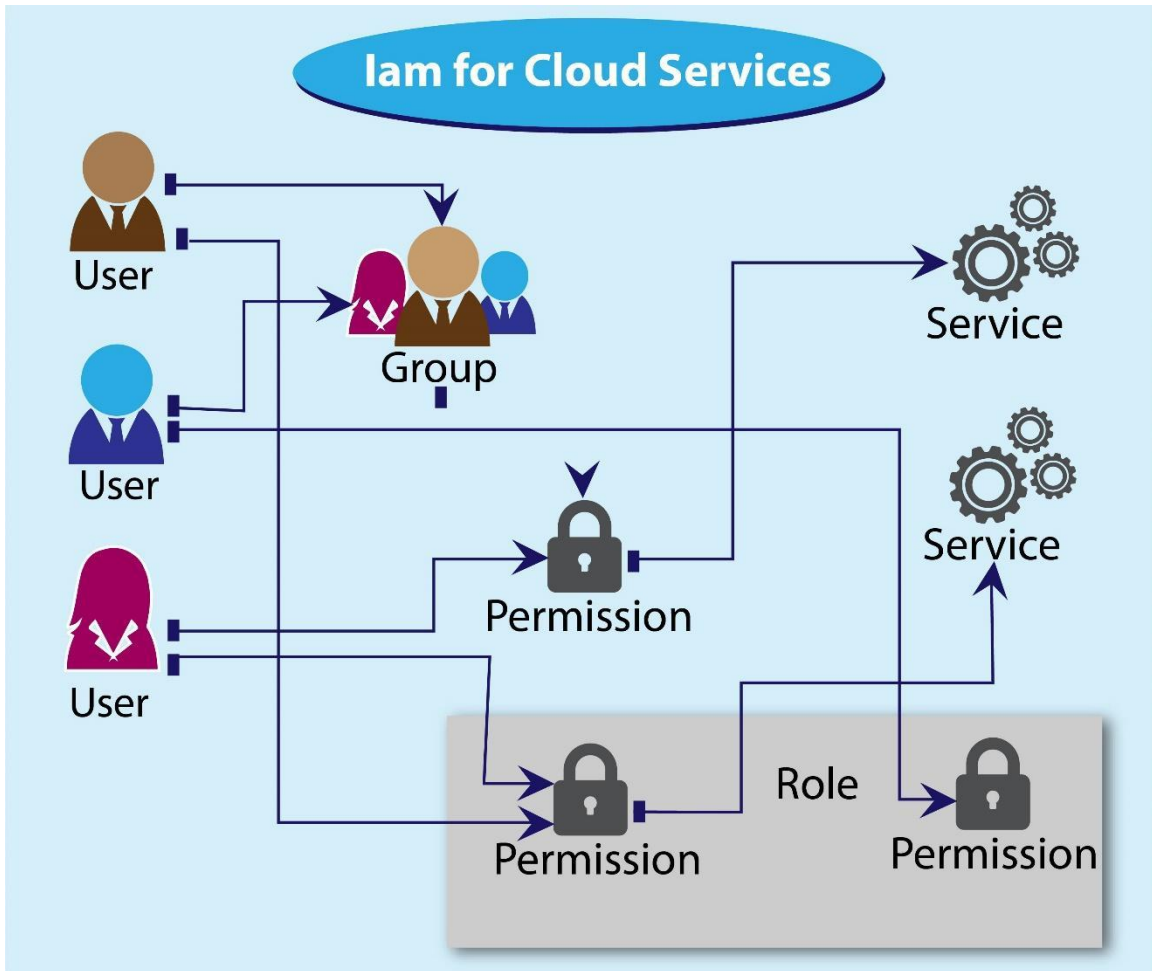 Iam for Cloud Services
User
Group
Service
User
Service
Permission
User
Role
Permission
Permission